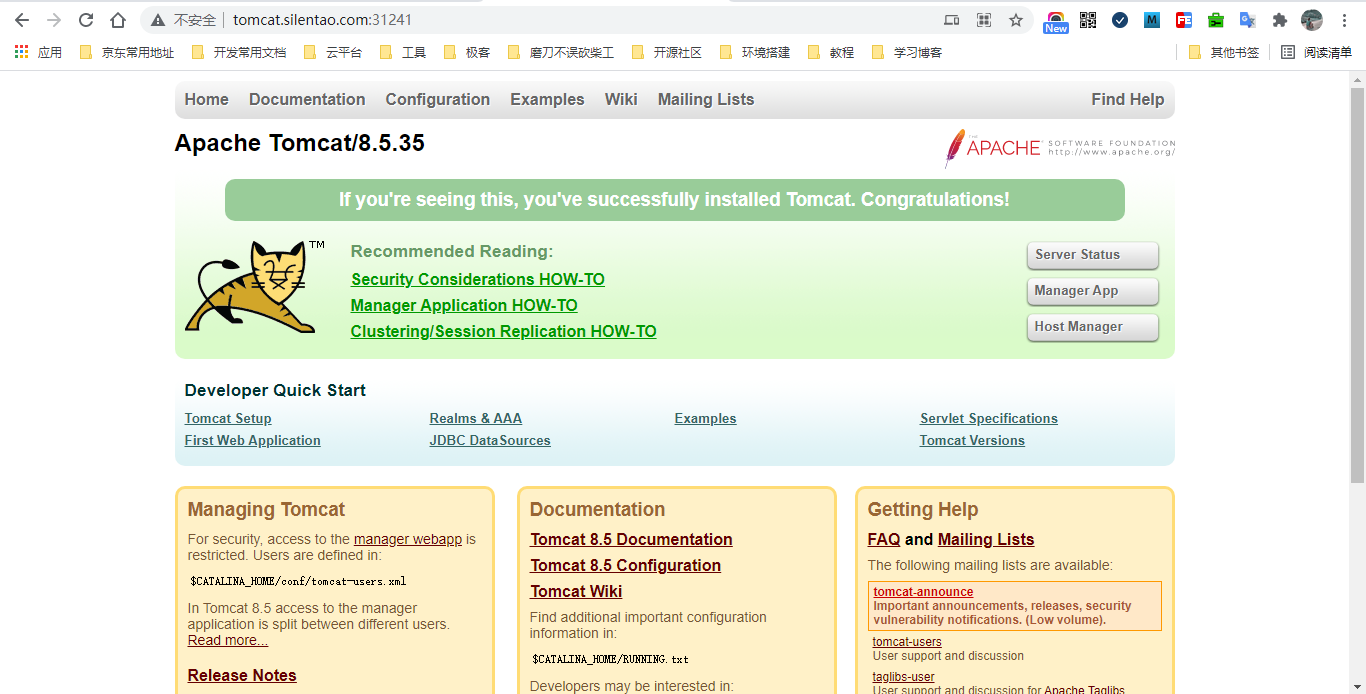 不安全 | tomcat.silentao.com:31241
New
应用 京东常用地址 开发常用文档 云平台 工具 极客 磨刀不误砍柴工 开源社区 环境搭建 教程 学习博客 其他书签 阅读清单
Home Documentation Configuration Examples Wiki Mailing Lists Find Help
Apache Tomcat/8.5.35
APACHE SOFTWARE FOUNDATION
http://www.apache.org/
If you're seeing this, you've successfully installed Tomcat. Congratulations!
TM
Recommended Reading:
Security Considerations HOW-TO
Manager Application HOW-TO
Clustering/Session Replication HOW-TO
Server Status
Manager App
Host Manager
Developer Quick Start
Tomcat Setup
First Web Application
Realms & AAA
JDBC DataSources
Examples
Servlet Specifications
Tomcat Versions
Managing Tomcat
For security, access to the manager webapp is
restricted. Users are defined in:
$CATALINA_HOME/conf/tomcat-users.xml
In Tomcat 8.5 access to the manager
application is split between different users.
Read more...
Release Notes
Documentation
Tomcat 8.5 Documentation
Tomcat 8.5 Configuration
Tomcat Wiki
Find additional important configuration
information in:
$CATALINA_HOME/RUNNING.txt
Developers may be interested in:
Getting Help
FAQ and Mailing Lists
The following mailing lists are available:
tomcat-announce
Important announcements, releases, security
vulnerability notifications. (Low volume).
tomcat-users
User support and discussion
taglibs-user
User support and discussion for Apache Taglibs